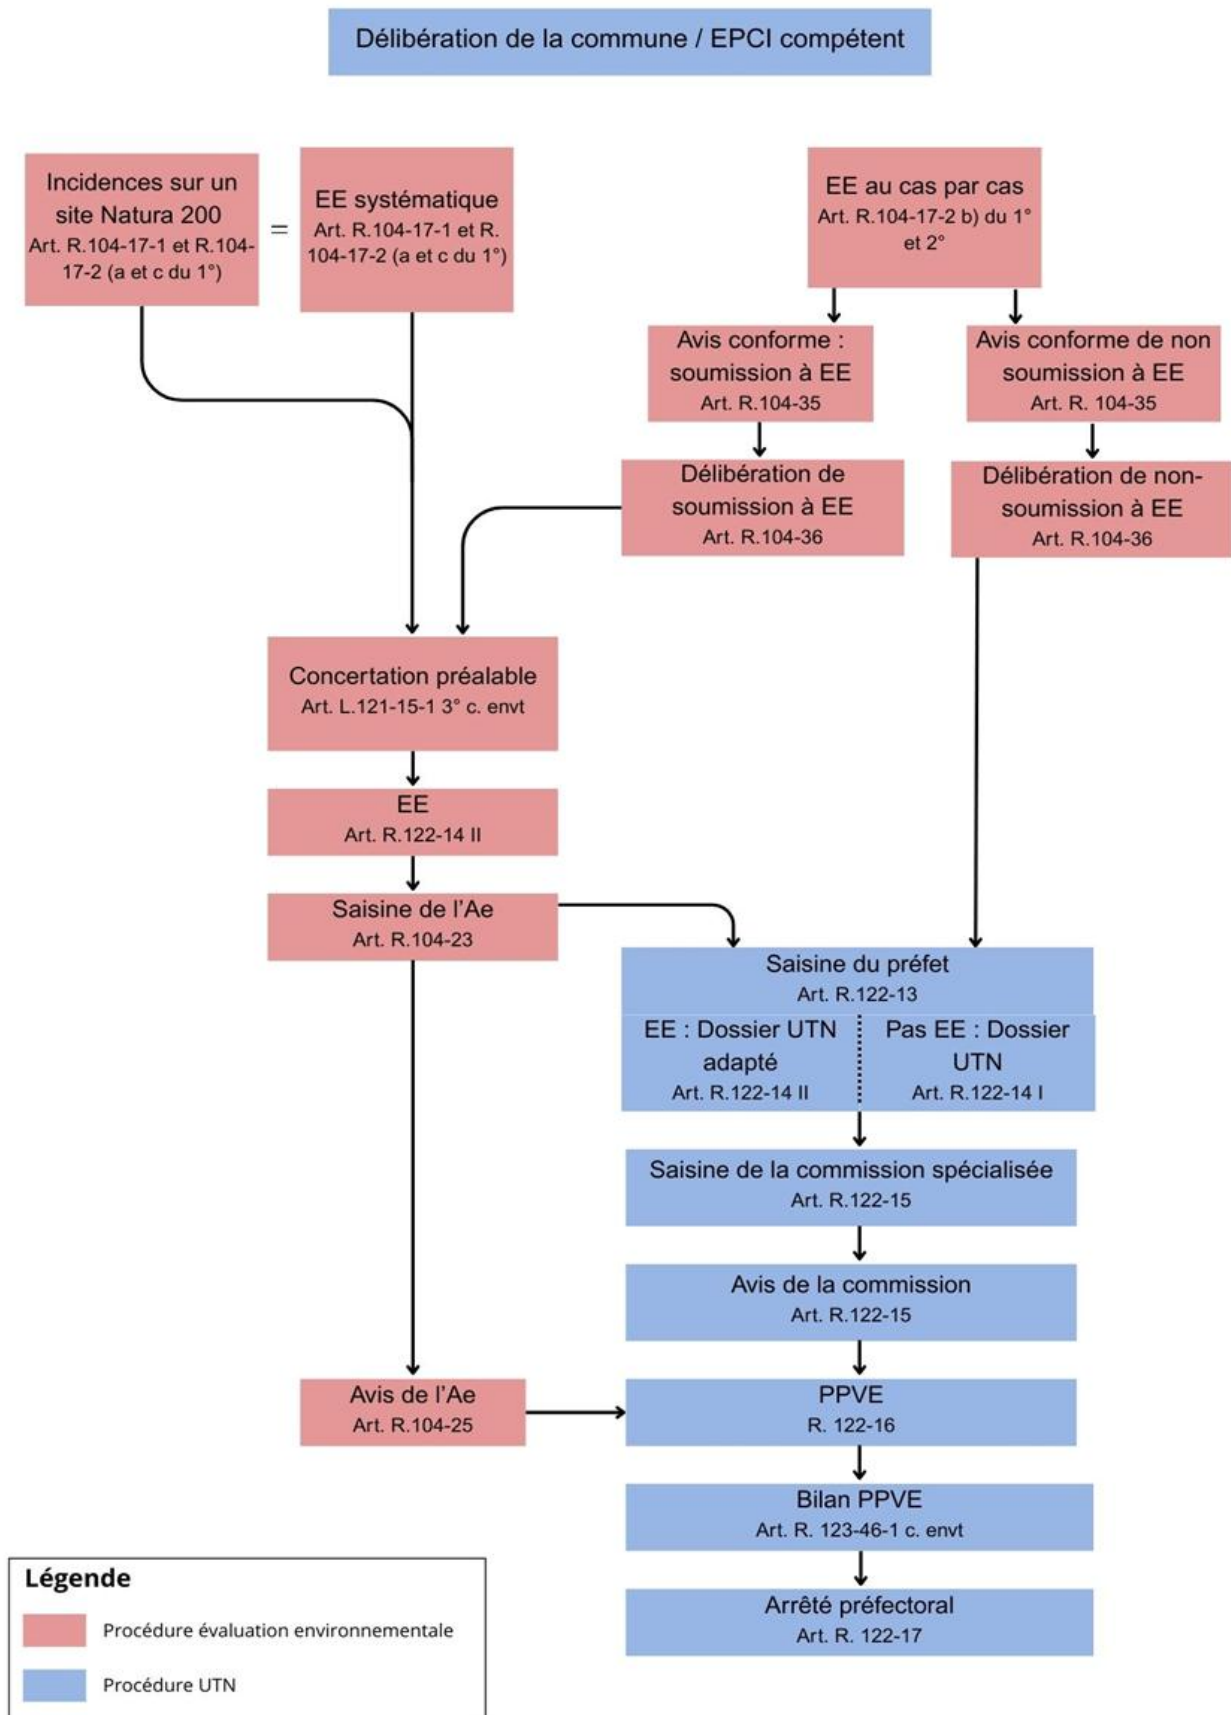 Délibération de la commune / EPCI compétent
Incidences sur un
site Natura 200
Art. R.104-17-1 et R.104-
17-2 (a et c du 1°)
=
EE systématique
Art. R.104-17-1 et R.
104-17-2 (a et c du 1°)
EE au cas par cas
Art. R.104-17-2 b) du 1°
et 2°
Avis conforme :
soumission à EE
Art. R.104-35
Avis conforme de non
soumission à EE
Art. R. 104-35
Délibération de
soumission à EE
Art. R.104-36
Délibération de non-
soumission à EE
Art. R.104-36
Concertation préalable
Art. L.121-15-1 3° c. envt
EE
Art. R.122-14 II
Saisine de l'Ae
Art. R.104-23
Saisine du préfet
Art. R.122-13
EE : Dossier UTN
adapté
Art. R.122-14 II
Pas EE : Dossier
UTN
Art. R.122-14 I
Saisine de la commission spécialisée
Art. R.122-15
Avis de la commission
Art. R.122-15
Avis de l'Ae
Art. R.104-25
PPVE
R. 122-16
Bilan PPVE
Art. R. 123-46-1 c. envt
Arrêté préfectoral
Art. R. 122-17
Légende
Procédure évaluation environnementale
Procédure UTN